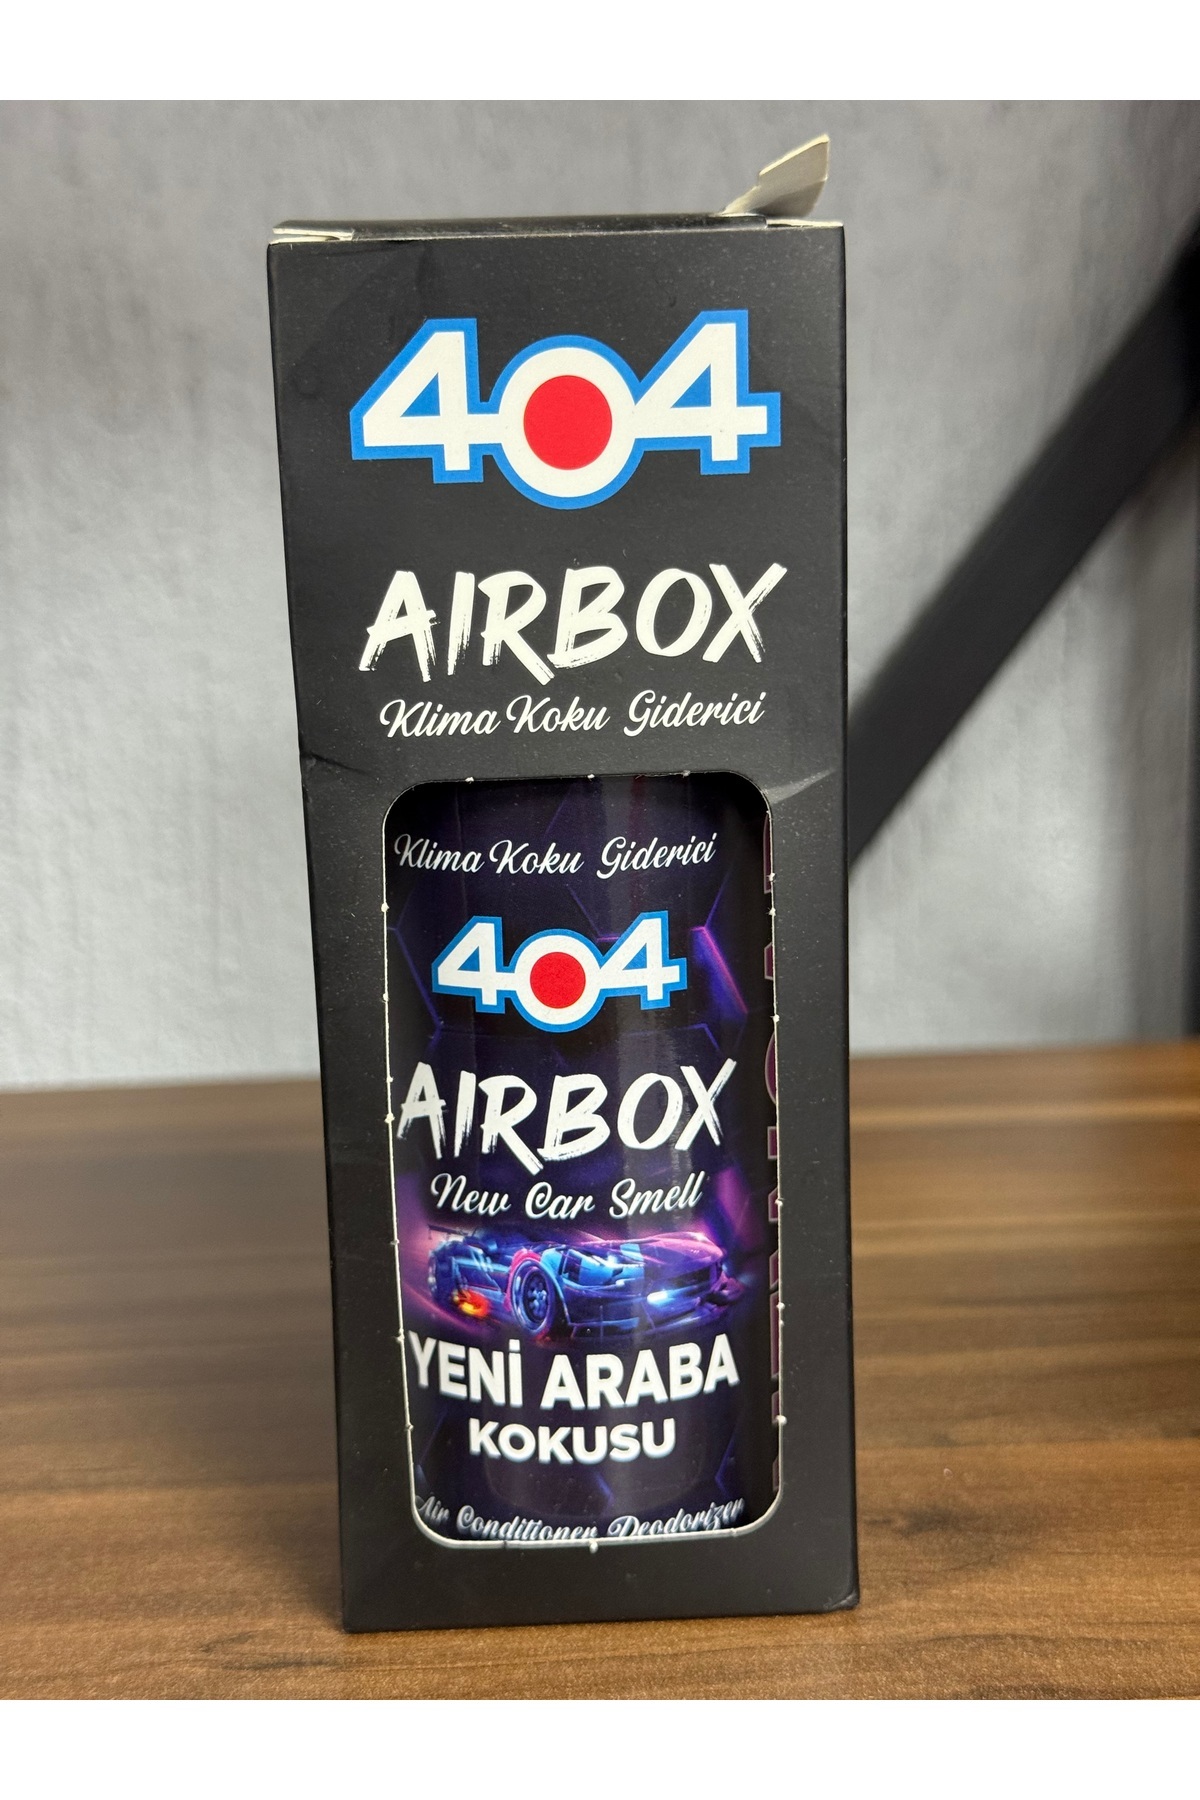 404
AIRBOX
Klima Koku Giderici
Klima Koku Giderici
404
AIRBOX
New Car Smell
YENİ ARABA
KOKUSU
Air Conditioner Deodorizer